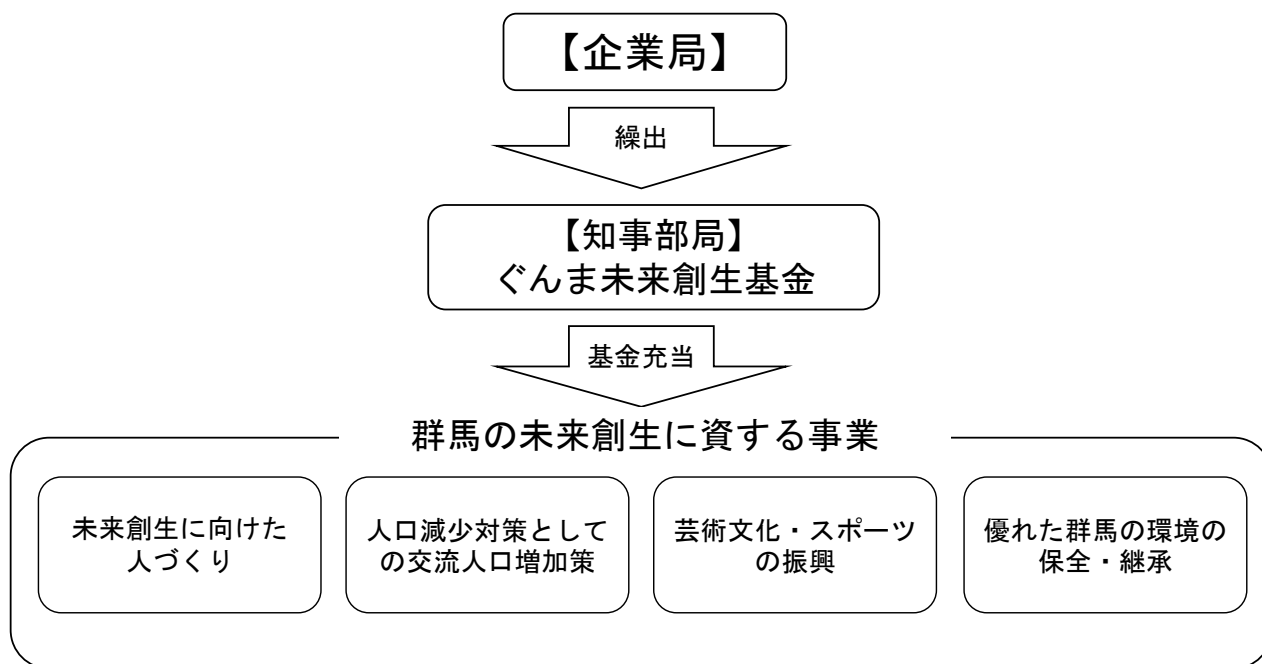 【企業局】
繰出
【知事部局】
ぐんま未来創生基金
基金充当
群馬の未来創生に資する事業
未来創生に向けた
人づくり
人口減少対策として
の交流人口増加策
芸術文化・スポーツ
の振興
優れた群馬の環境の
保全・継承